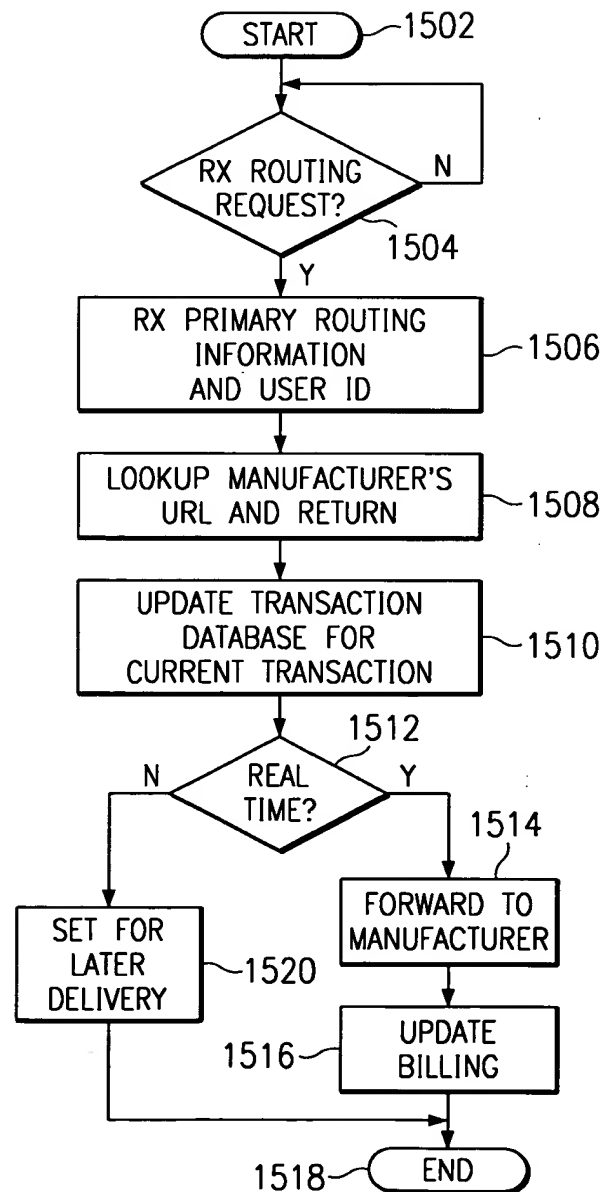 START
1502
RX ROUTING
REQUEST?
N
1504
Y
RX PRIMARY ROUTING
INFORMATION
AND USER ID
1506
LOOKUP MANUFACTURER'S
URL AND RETURN
1508
UPDATE TRANSACTION
DATABASE FOR
CURRENT TRANSACTION
1510
1512
N
REAL
TIME?
Y
1514
FORWARD TO
MANUFACTURER
SET FOR
LATER
DELIVERY
1520
UPDATE
BILLING
1516
END
1518